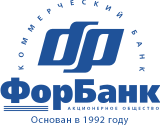 КОММЕРЧЕСКИЙ БАНК
ФорБанк
АКЦИОНЕРНОЕ ОБЩЕСТВО
Основан в 1992 году